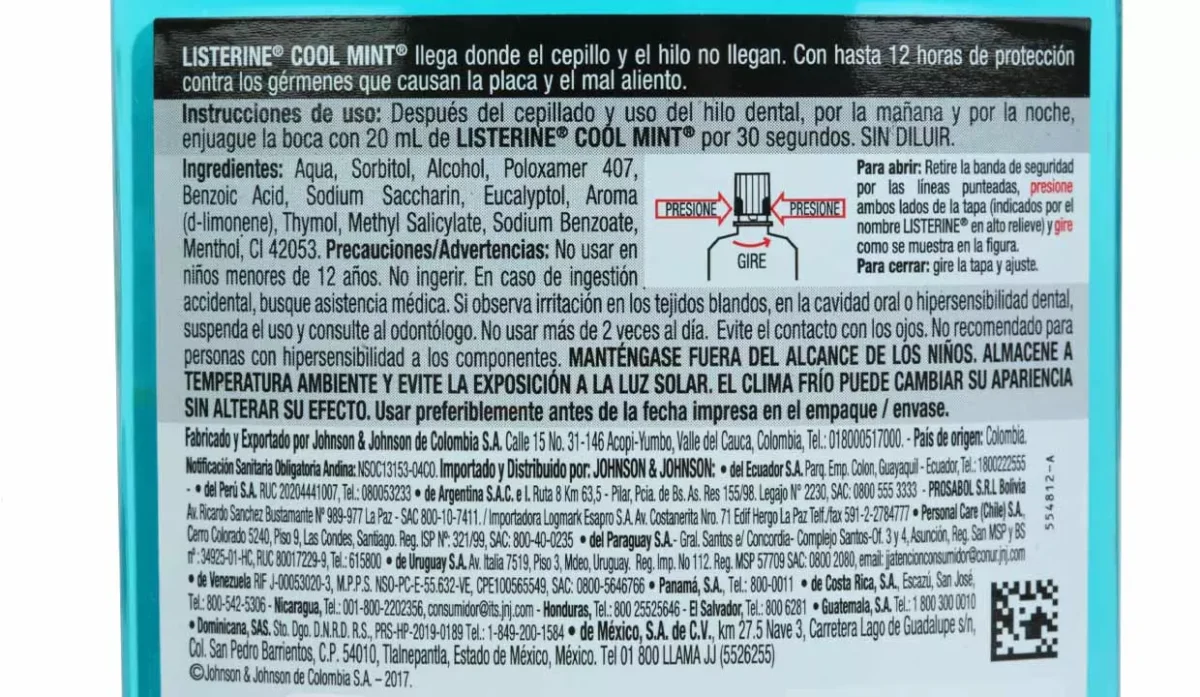 LISTERINE® COOL MINT® llega donde el cepillo y el hilo no llegan. Con hasta 12 horas de protección
contra los gérmenes que causan la placa y el mal aliento.
Instrucciones de uso: Después del cepillado y uso del hilo dental, por la mañana y por la noche,
enjuague la boca con 20 mL de LISTERINE® COOL MINT® por 30 segundos. SIN DILUIR.
Ingredientes: Aqua, Sorbitol, Alcohol, Poloxamer 407,
Benzoic Acid, Sodium Saccharin, Eucalyptol, Aroma
(d-limonene), Thymol, Methyl Salicylate, Sodium Benzoate,
Menthol, CI 42053. Precauciones/Advertencias: No usar en
niños menores de 12 años. No ingerir. En caso de ingestión
PRESIONE
PRESIONE
GIRE
Para abrir: Retire la banda de seguridad
por las líneas punteadas, presione
ambos lados de la tapa (indicados por el
nombre LISTERINE® en alto relieve) y gire
como se muestra en la figura.
Para cerrar: gire la tapa y ajuste.
accidental, busque asistencia médica. Si observa irritación en los tejidos blandos, en la cavidad oral o hipersensibilidad dental,
suspenda el uso y consulte al odontólogo. No usar más de 2 veces al día. Evite el contacto con los ojos. No recomendado para
personas con hipersensibilidad a los componentes. MANTÉNGASE FUERA DEL ALCANCE DE LOS NIÑOS. ALMACENE A
TEMPERATURA AMBIENTE Y EVITE LA EXPOSICIÓN A LA LUZ SOLAR. EL CLIMA FRÍO PUEDE CAMBIAR SU APARIENCIA
SIN ALTERAR SU EFECTO. Usar preferiblemente antes de la fecha impresa en el empaque / envase.
Fabricado y Exportado por Johnson & Johnson de Colombia S.A. Calle 15 No. 31-146 Acopi-Yumbo, Valle del Cauca, Colombia, Tel.: 018000517000. - País de origen: Colombia.
Notificación Sanitaria Obligatoria Andina: NSOC13153-04CO. Importado y Distribuido por: JOHNSON & JOHNSON: • del Ecuador S.A. Parq. Emp. Colon, Guayaquil - Ecuador, Tel.: 1800222555
- • del Perú S.A. RUC 20204441007, Tel.: 080053233 • de Argentina S.A.C. e I. Ruta 8 Km 63,5 - Pilar, Pcia. de Bs. As. Res 155/98. Legajo N° 2230, SAC: 0800 555 3333 - PROSABOL S.R.L Bolivia
Av. Ricardo Sanchez Bustamante N° 989-977 La Paz - SAC 800-10-7411. / Importadora Logmark Esapro S.A. Av. Costanerita Nro. 71 Edif Hergo La Paz Telf./fax 591-2-2784777 • Personal Care (Chile) S.A.,
Cerro Colorado 5240, Piso 9, Las Condes, Santiago. Reg. ISP N°: 321/99, SAC: 800-40-0235 • del Paraguay S.A.- Gral. Santos e/ Concordia- Complejo Santos-Of. 3 y 4, Asunción, Reg. San MSP y BS
n°.:34925-01-HC, RUC 80017229-9, Tel.: 615800 • de Uruguay S.A. Av. Italia 7519, Piso 3, Mdeo, Uruguay. Reg. Imp. No 112. Reg. MSP 57709 SAC: 0800 2080, email: jjatencionconsumidor@conur.jnj.com
• de Venezuela RIF J-00053020-3, M.P.P.S. NSO-PC-E-55.632-VE, CPE100565549, SAC: 0800-5646766 • Panamá, S.A., Tel.: 800-0011 • de Costa Rica, S.A., Escazú, San José,
Tel.: 800-542-5306 - Nicaragua, Tel.: 001-800-2202356, consumidor@its.jnj.com - Honduras, Tel.: 800 25525646 - El Salvador, Tel.: 800 6281 • Guatemala, S.A. Tel.: 1 800 300 0010
• Dominicana, SAS. Sto. Dgo. D.N.R.D. R.S., PRS-HP-2019-0189 Tel.: 1-849-200-1584 • de México, S.A. de C.V., km 27.5 Nave 3, Carretera Lago de Guadalupe s/n,
Col. San Pedro Barrientos, C.P. 54010, Tlalnepantla, Estado de México, México. Tel 01 800 LLAMA JJ (5526255)
©Johnson & Johnson de Colombia S.A. – 2017.
554812-A